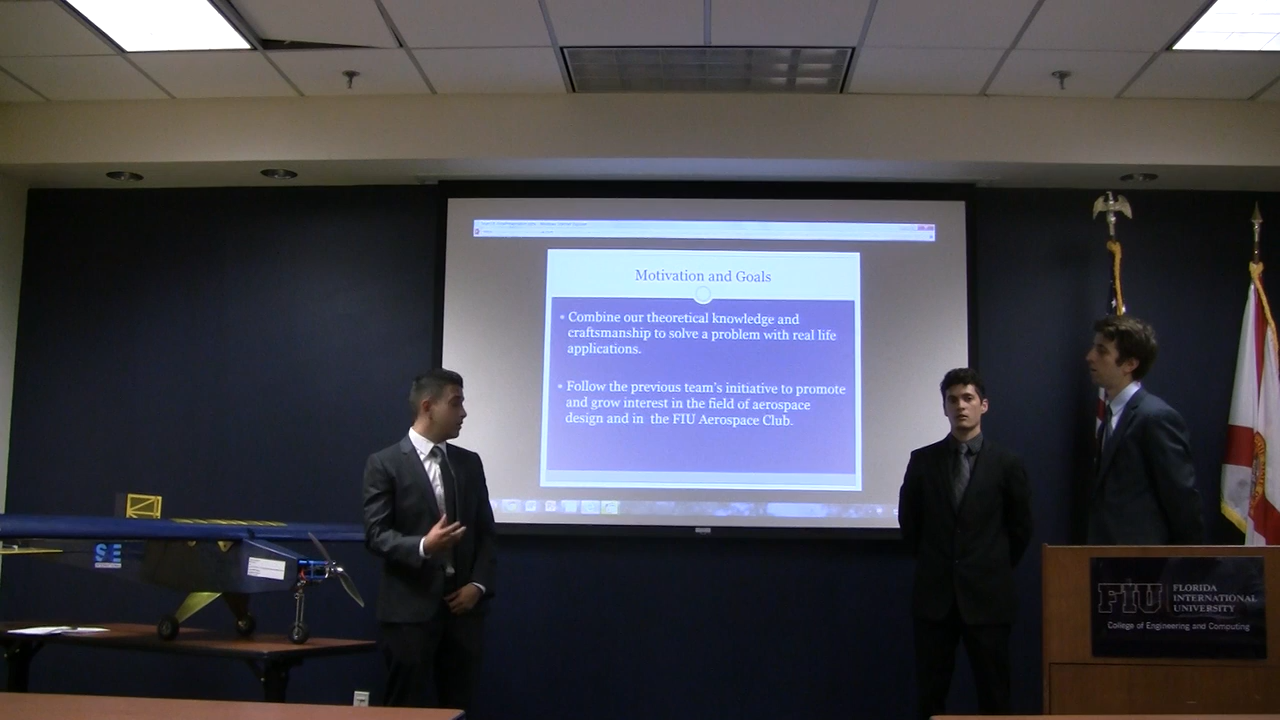 Motivation and Goals
Combine our theoretical knowledge and
craftsmanship to solve a problem with real life
applications.
Follow the previous team's initiative to promote
and grow interest in the field of aerospace
design and in the FIU Aerospace Club.
FIU
FLORIDA
INTERNATIONAL
UNIVERSITY
College of Engineering and Computing